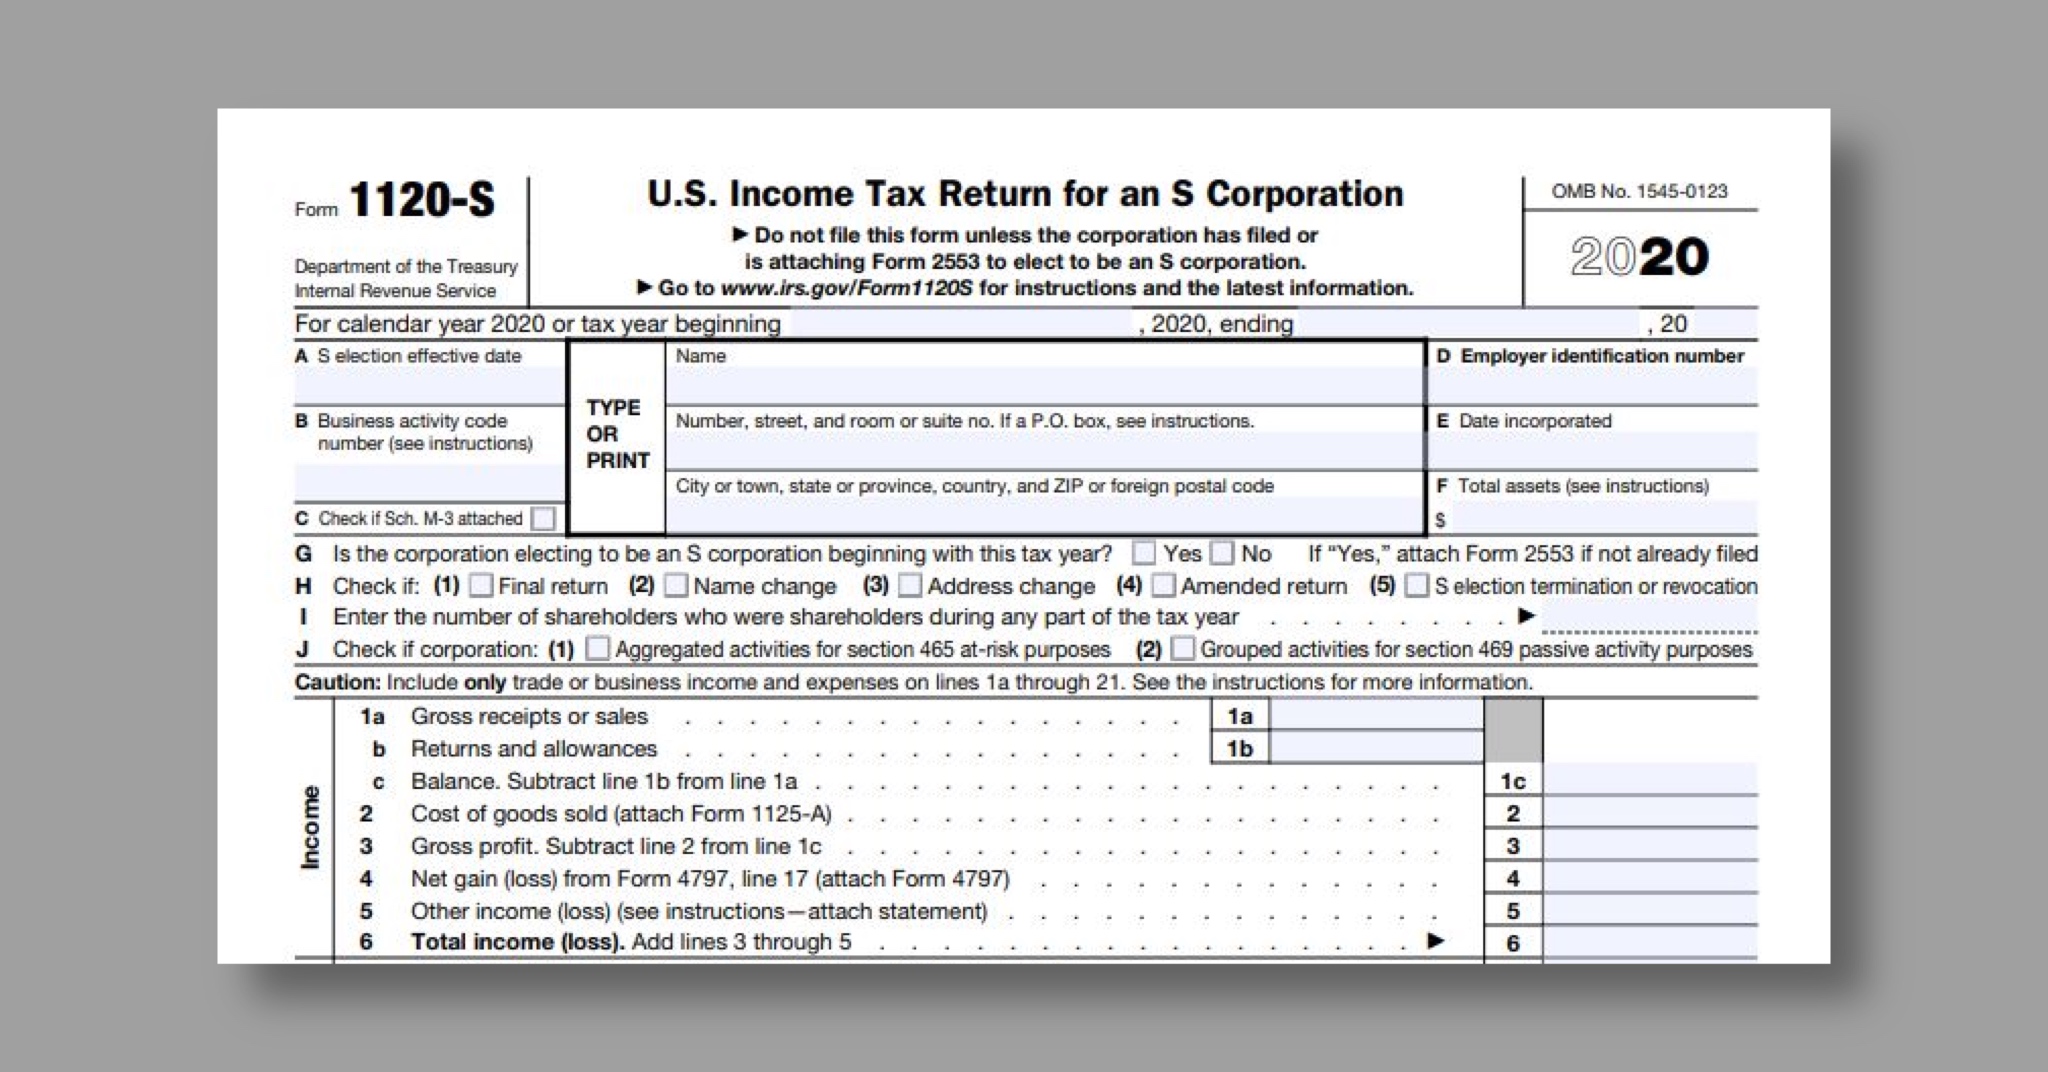 Form 1120-S
Department of the Treasury
Internal Revenue Service
U.S. Income Tax Return for an S Corporation
▶ Do not file this form unless the corporation has filed or
is attaching Form 2553 to elect to be an S corporation.
▶ Go to www.irs.gov/Form1120S for instructions and the latest information.
OMB No. 1545-0123
2020
For calendar year 2020 or tax year beginning , 2020, ending , 20
A S election effective date
B Business activity code
number (see instructions)
C Check if Sch. M-3 attached
TYPE
OR
PRINT
Name
Number, street, and room or suite no. If a P.O. box, see instructions.
City or town, state or province, country, and ZIP or foreign postal code
D Employer identification number
E Date incorporated
F Total assets (see instructions)
$
G Is the corporation electing to be an S corporation beginning with this tax year? Yes No If “Yes,” attach Form 2553 if not already filed
H Check if: (1) Final return (2) Name change (3) Address change (4) Amended return (5) S election termination or revocation
I Enter the number of shareholders who were shareholders during any part of the tax year . . . . . . . . ▶
J Check if corporation: (1) Aggregated activities for section 465 at-risk purposes (2) Grouped activities for section 469 passive activity purposes
Caution: Include only trade or business income and expenses on lines 1a through 21. See the instructions for more information.
Income
1a Gross receipts or sales . . . . . . . . . . . . . . . . 1a
b Returns and allowances . . . . . . . . . . . . . . . . 1b
c Balance. Subtract line 1b from line 1a . . . . . . . . . . . . . . . . . . . . 1c
2 Cost of goods sold (attach Form 1125-A) . . . . . . . . . . . . . . . . . . . 2
3 Gross profit. Subtract line 2 from line 1c . . . . . . . . . . . . . . . . . . . 3
4 Net gain (loss) from Form 4797, line 17 (attach Form 4797) . . . . . . . . . . . . . 4
5 Other income (loss) (see instructions—attach statement) . . . . . . . . . . . . . . 5
6 Total income (loss). Add lines 3 through 5 . . . . . . . . . . . . . . . . . ▶ 6